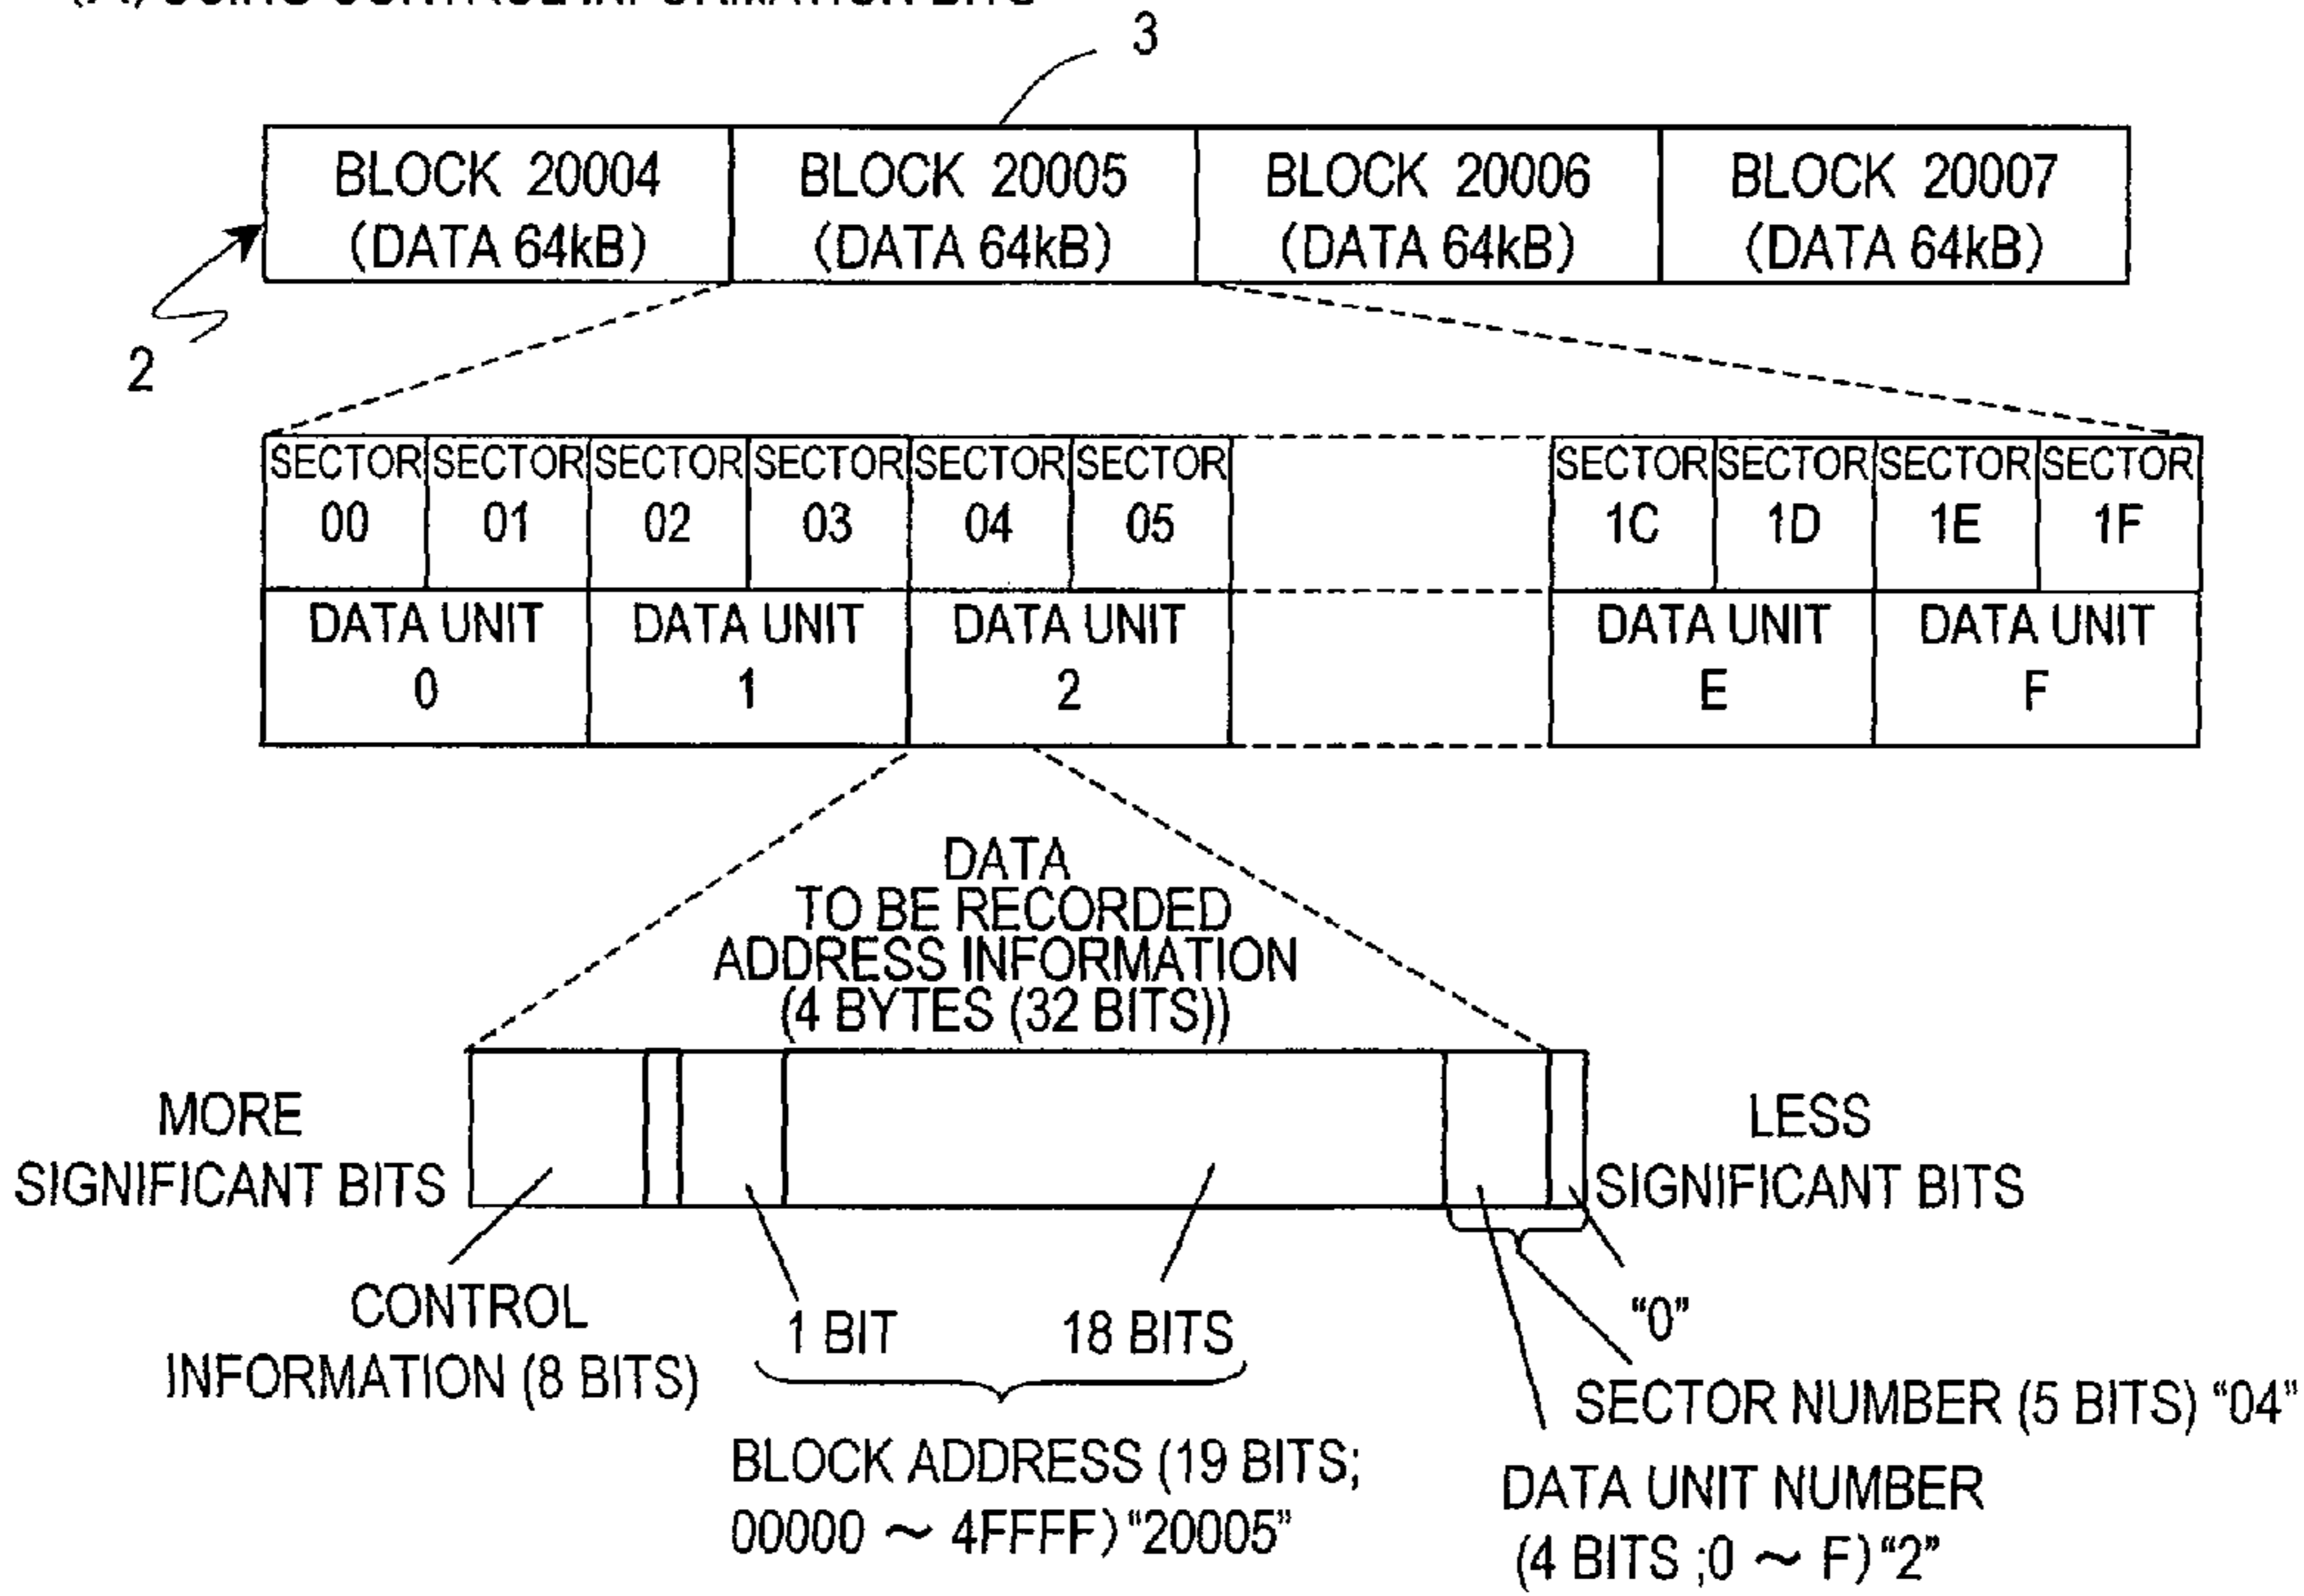 3
BLOCK 20004 BLOCK 20005 BLOCK 20006 BLOCK 20007
(DATA 64kB) (DATA 64kB) (DATA 64kB) (DATA 64kB)
2
SECTOR SECTOR SECTOR SECTOR SECTOR SECTOR SECTOR SECTOR SECTOR SECTOR
00 01 02 03 04 05 1C 1D 1E 1F
DATA UNIT DATA UNIT DATA UNIT DATA UNIT DATA UNIT
0 1 2 E F
DATA
TO BE RECORDED
ADDRESS INFORMATION
(4 BYTES (32 BITS))
MORE
SIGNIFICANT BITS
LESS
SIGNIFICANT BITS
CONTROL
INFORMATION (8 BITS)
1 BIT 18 BITS
"0"
SECTOR NUMBER (5 BITS) "04"
BLOCK ADDRESS (19 BITS;
00000 ～ 4FFFF) "20005"
DATA UNIT NUMBER
(4 BITS ;0 ～ F) "2"